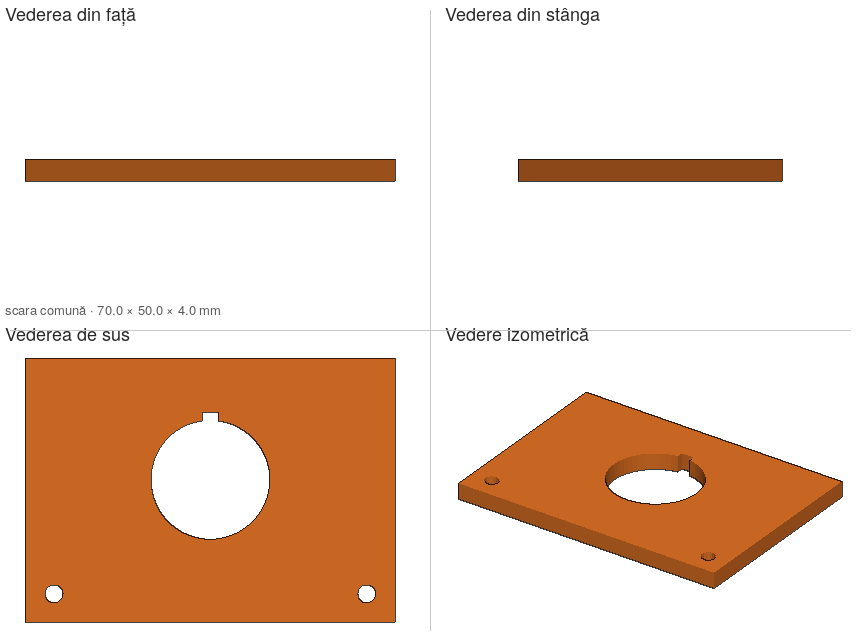 Vederea din față
Vederea din stânga
scara comună · 70.0 × 50.0 × 4.0 mm
Vederea de sus
Vedere izometrică